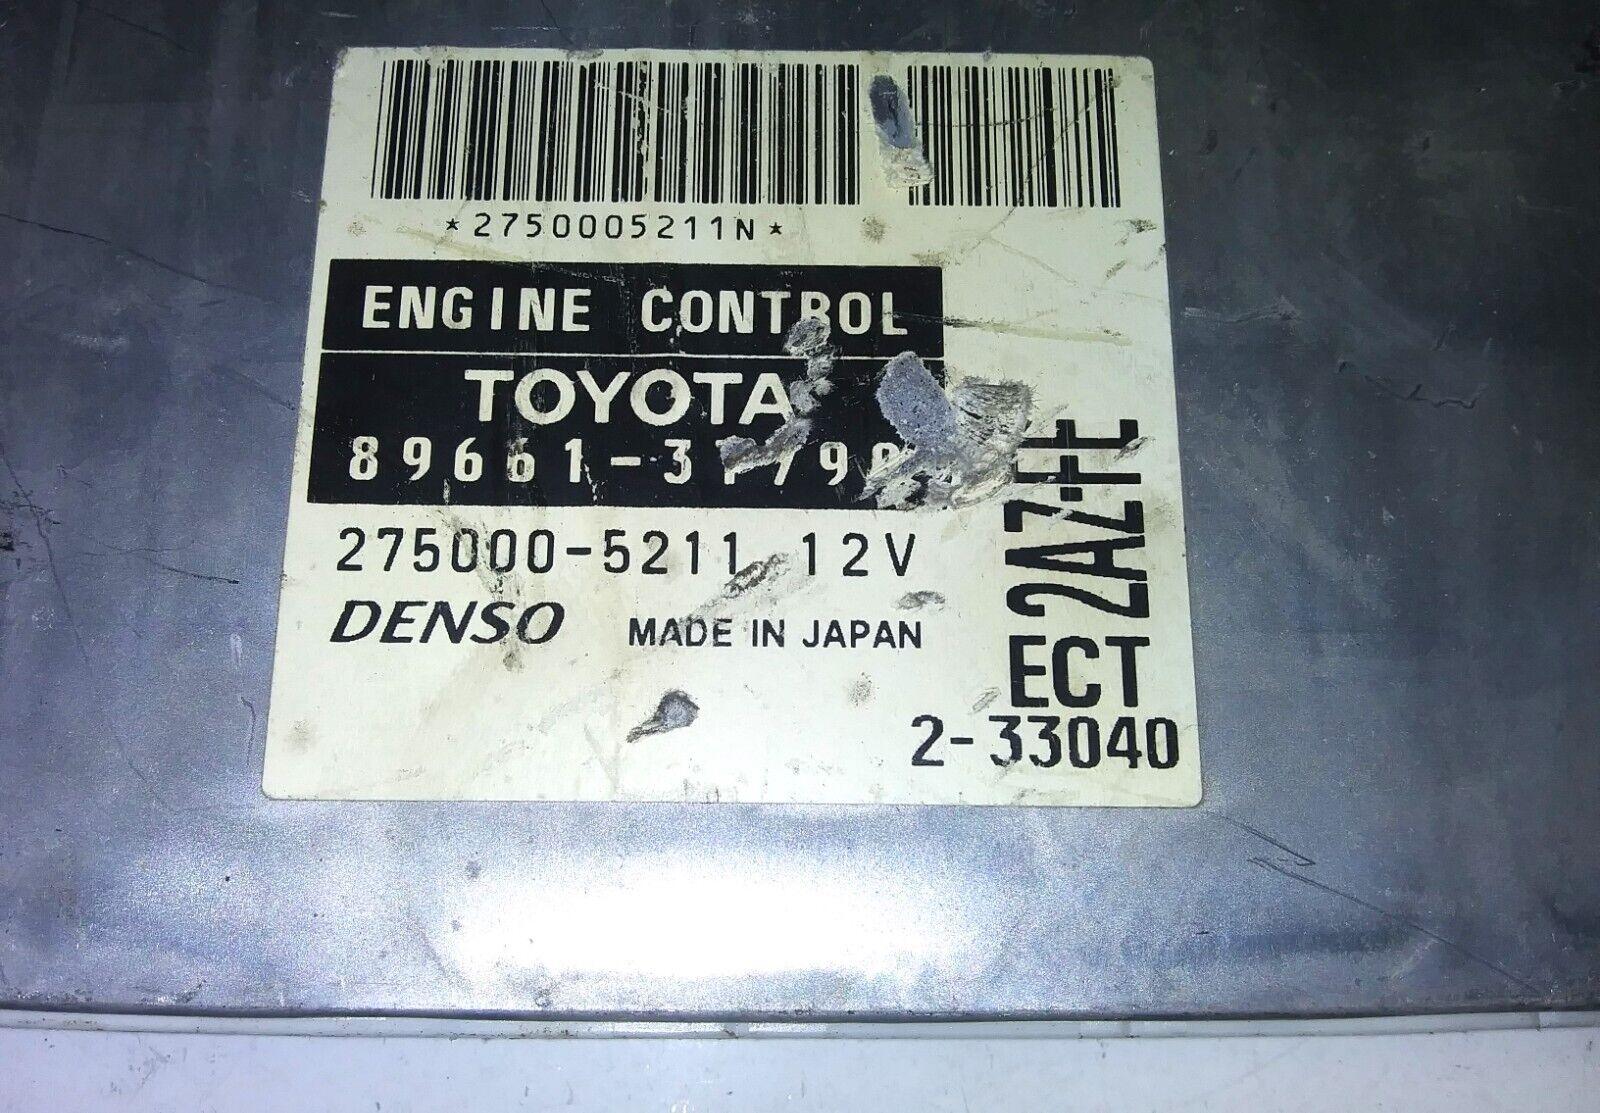 *2750005211N*
ENGINE CONTROL
TOYOTA
275000-5211 12V
DENSO MADE IN JAPAN
2AZ-FE
ECT
2-33040